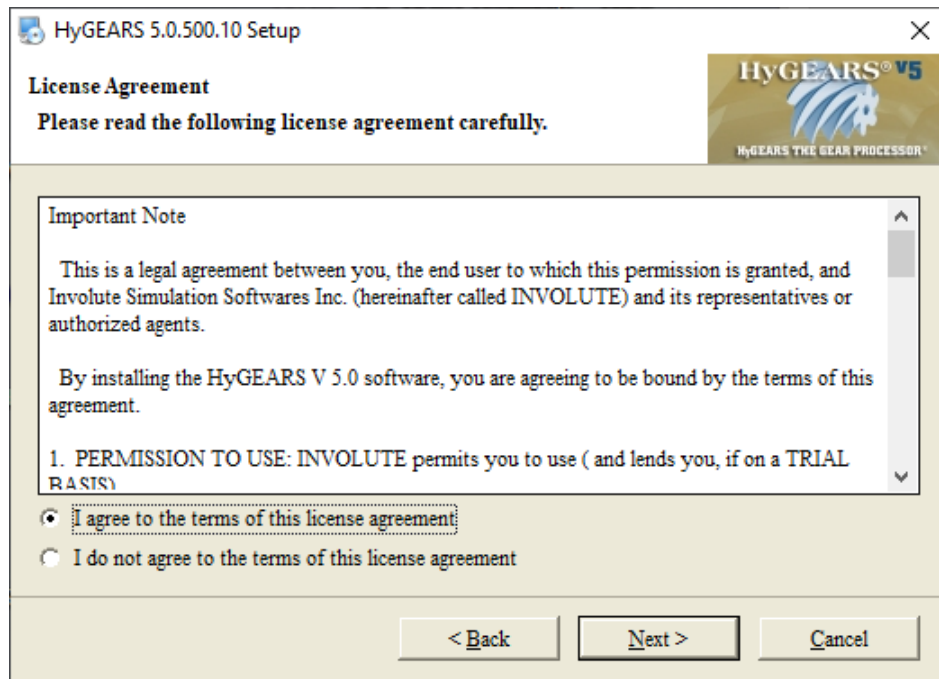 HyGEARS 5.0.500.10 Setup
License Agreement
Please read the following license agreement carefully.
HyGEARS® V5
HyGEARS THE GEAR PROCESSOR®
Important Note
This is a legal agreement between you, the end user to which this permission is granted, and
Involute Simulation Softwares Inc. (hereinafter called INVOLUTE) and its representatives or
authorized agents.
By installing the HyGEARS V 5.0 software, you are agreeing to be bound by the terms of this
agreement.
1. PERMISSION TO USE: INVOLUTE permits you to use ( and lends you, if on a TRIAL
BASIS)
I agree to the terms of this license agreement
I do not agree to the terms of this license agreement
< Back
Next >
Cancel